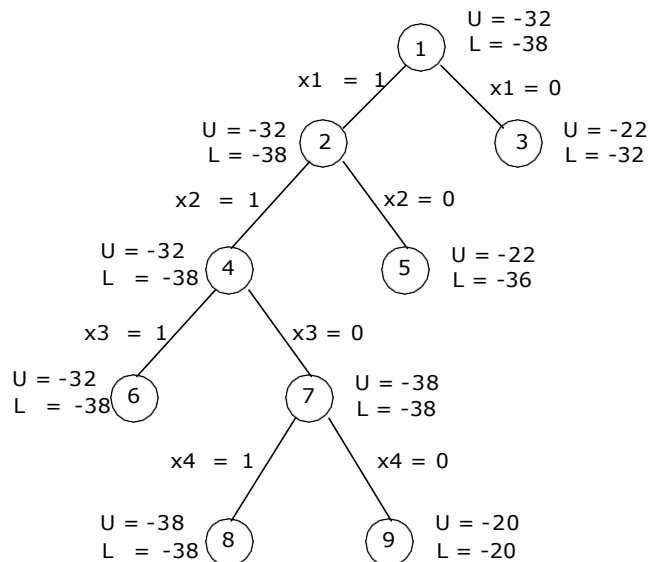 U = -32
1
L = -38
x1 = 1
x1 = 0
U = -32
L = -38
2
3
U = -22
L = -32
x2 = 1
x2 = 0
U = -32
L = -38
4
5
U = -22
L = -36
x3 = 1
x3 = 0
U = -32
L = -38
6
7
U = -38
L = -38
x4 = 1
x4 = 0
U = -38
L = -38
8
9
U = -20
L = -20